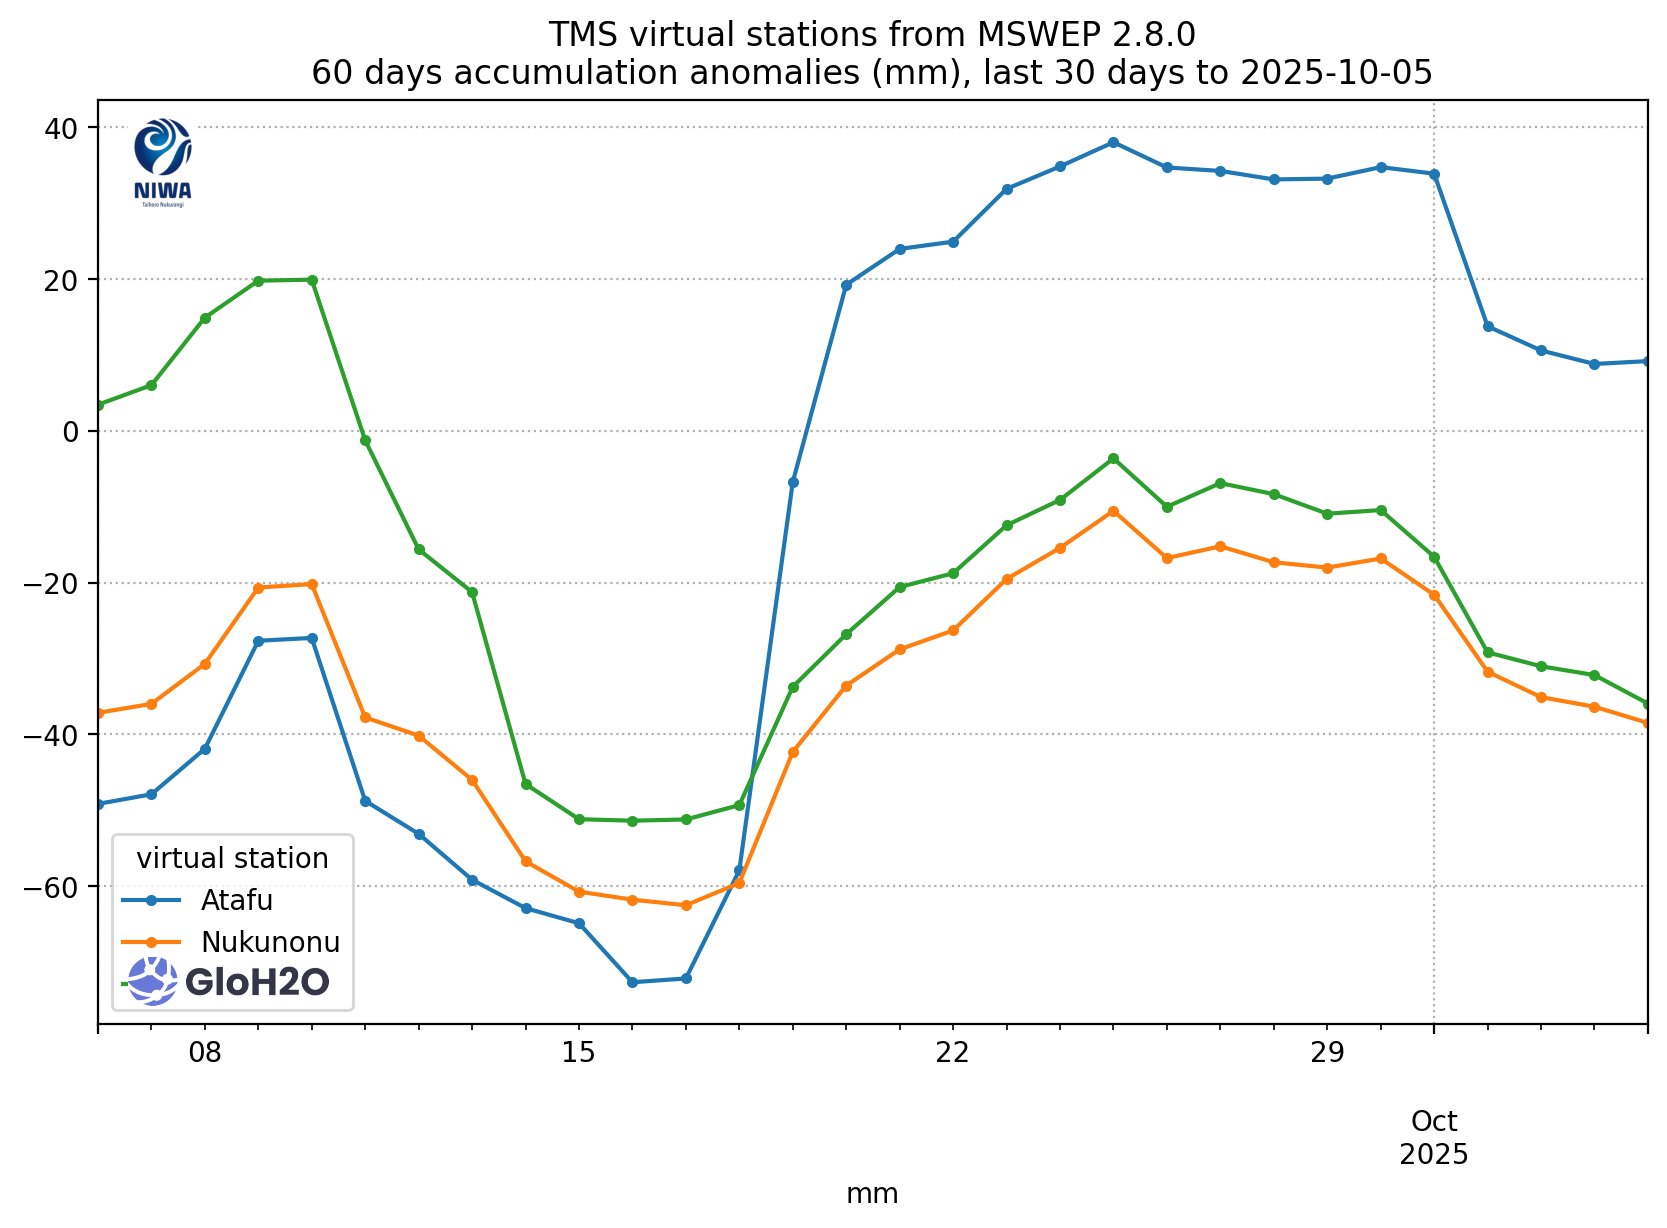 TMS virtual stations from MSWEP 2.8.0
60 days accumulation anomalies (mm), last 30 days to 2025-10-05
40
20
0
−20
−40
−60
NIWA
Taihoro Nukurangi
virtual station
Atafu
Nukunonu
GloH2O
08
15
22
29
Oct
2025
mm